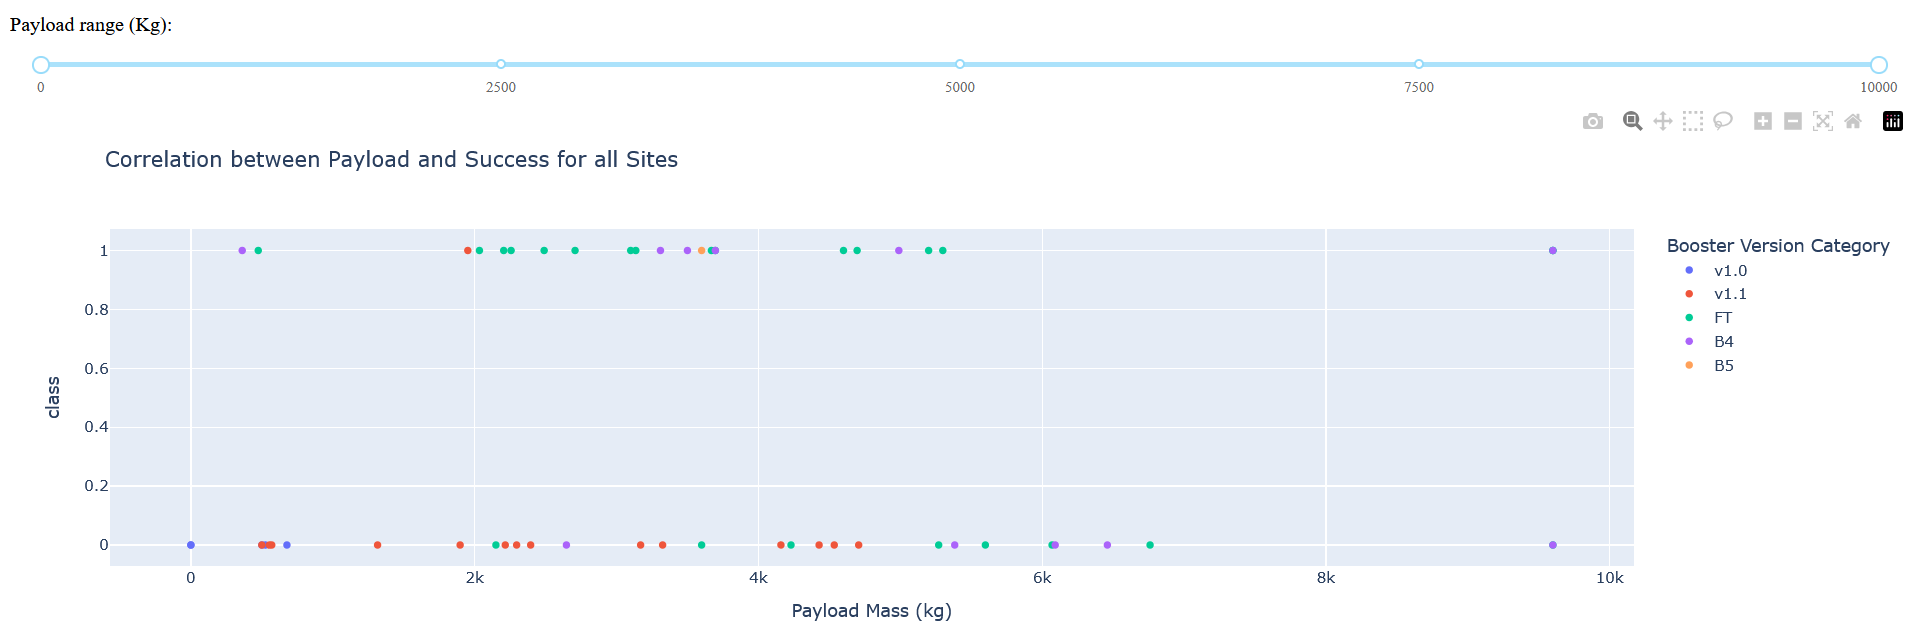 Payload range (Kg):
0 2500 5000 7500 10000
Correlation between Payload and Success for all Sites
Booster Version Category
v1.0
v1.1
FT
B4
B5
1
0.8
0.6
0.4
0.2
0
class
0 2k 4k 6k 8k 10k
Payload Mass (kg)